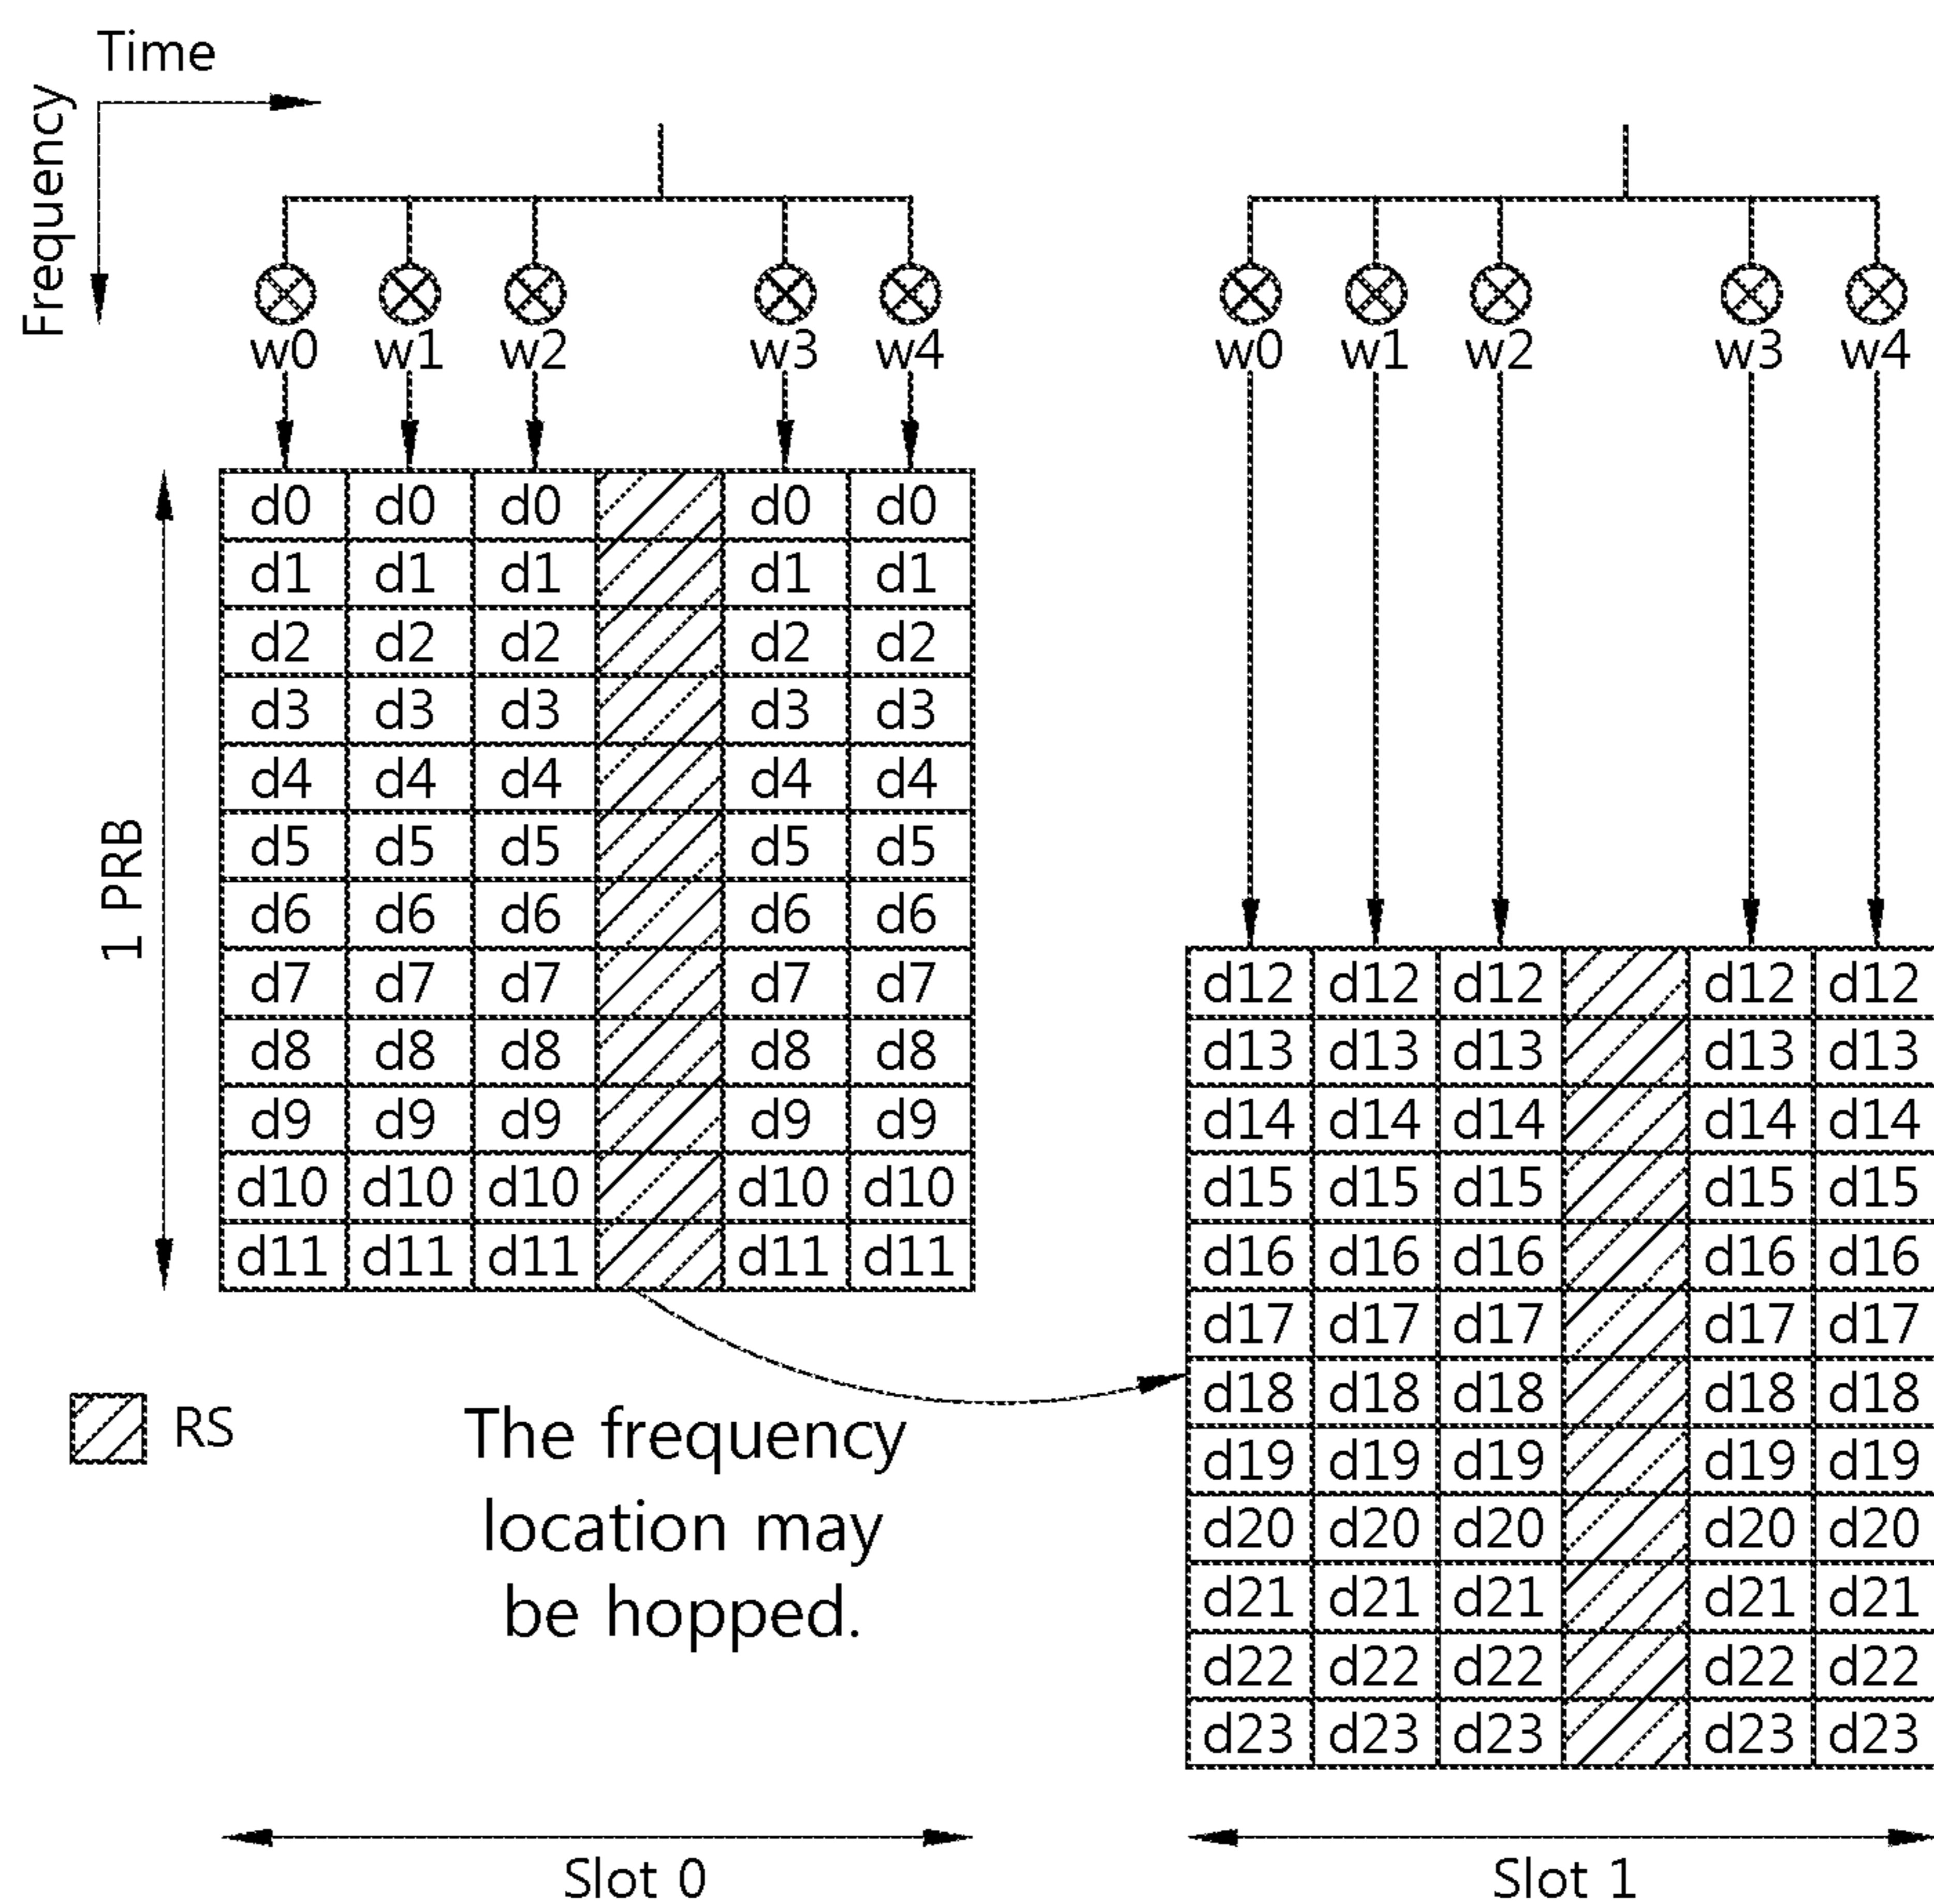 Time
Frequency
w0 w1 w2 w3 w4
w0 w1 w2 w3 w4
1 PRB
d0 d0 d0 d0 d0
d1 d1 d1 d1 d1
d2 d2 d2 d2 d2
d3 d3 d3 d3 d3
d4 d4 d4 d4 d4
d5 d5 d5 d5 d5
d6 d6 d6 d6 d6
d7 d7 d7 d7 d7
d8 d8 d8 d8 d8
d9 d9 d9 d9 d9
d10 d10 d10 d10 d10
d11 d11 d11 d11 d11
d12 d12 d12 d12 d12
d13 d13 d13 d13 d13
d14 d14 d14 d14 d14
d15 d15 d15 d15 d15
d16 d16 d16 d16 d16
d17 d17 d17 d17 d17
d18 d18 d18 d18 d18
d19 d19 d19 d19 d19
d20 d20 d20 d20 d20
d21 d21 d21 d21 d21
d22 d22 d22 d22 d22
d23 d23 d23 d23 d23
RS
The frequency
location may
be hopped.
Slot 0
Slot 1